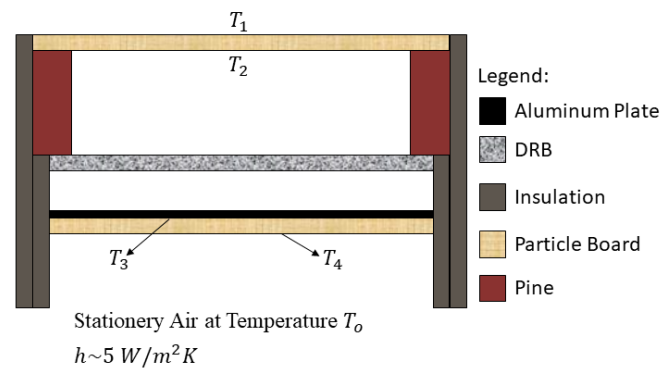 T₁
T₂
Legend:
Aluminum Plate
DRB
Insulation
Particle Board
Pine
T₃
T₄
Stationery Air at Temperature Tₒ
h~5 W/m²K